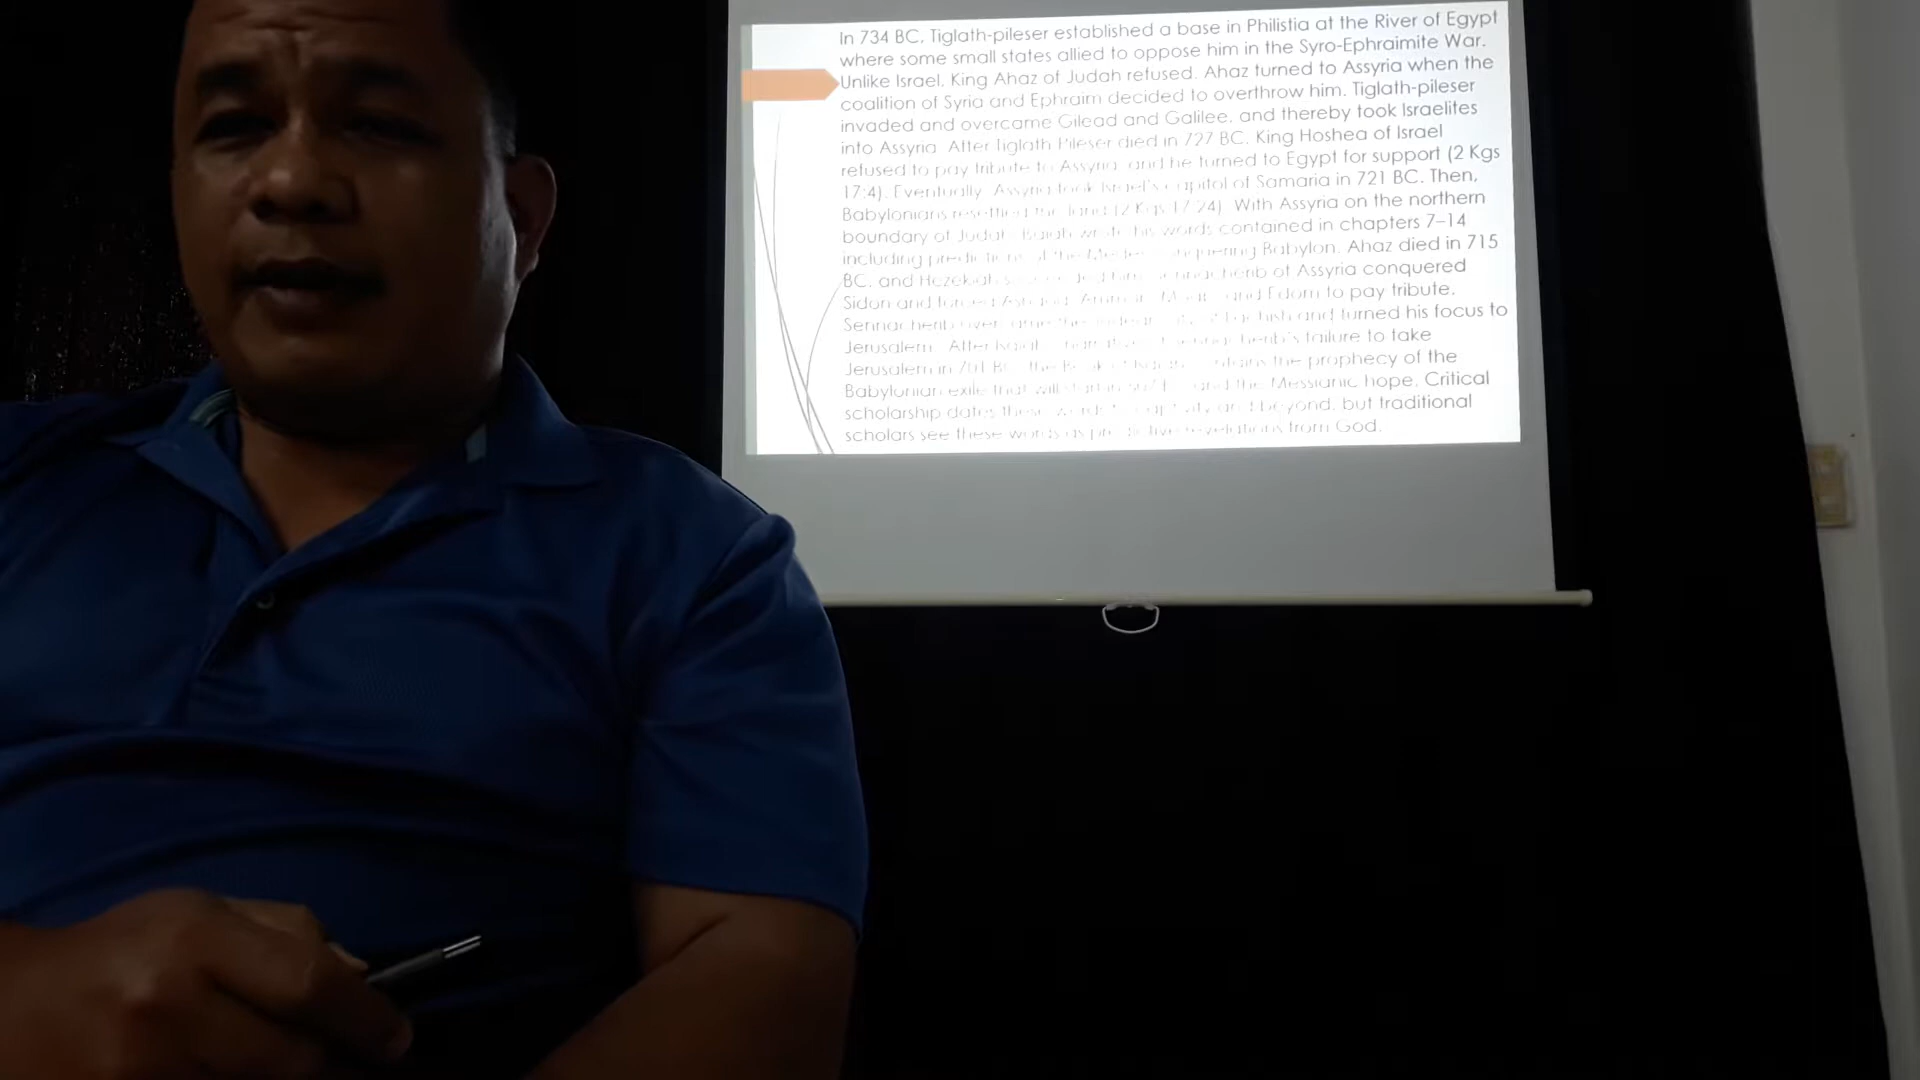 In 734 BC, Tiglath-pileser established a base in Philistia at the River of Egypt
where some small states allied to oppose him in the Syro-Ephraimite War.
Unlike Israel, King Ahaz of Judah refused. Ahaz turned to Assyria when the
coalition of Syria and Ephraim decided to overthrow him. Tiglath-pileser
invaded and overcame Gilead and Galilee, and thereby took Israelites
into Assyria. After Tiglath Pileser died in 727 BC, King Hoshea of Israel
refused to pay tribute to Assyria, and he turned to Egypt for support (2 Kgs
17:4). Eventually, Assyria took Israel's capitol of Samaria in 721 BC. Then,
Babylonians resettled the land (2 Kgs 17:24). With Assyria on the northern
boundary of Judah, Isaiah wrote his words contained in chapters 7–14
including predictions of the Medes conquering Babylon. Ahaz died in 715
BC, and Hezekiah succeeded him. Sennacherib of Assyria conquered
Sidon and forced Ashdod, Ammon, Moab, and Edom to pay tribute.
Sennacherib overcame the Judean city of Lachish and turned his focus to
Jerusalem. After Isaiah's narrative of Sennacherib's failure to take
Jerusalem in 701 BC, the Book of Isaiah contains the prophecy of the
Babylonian exile that will start in and the Messianic hope. Critical
scholarship dates these words to captivity and beyond, but traditional
scholars see these words as predictive revelations from God.